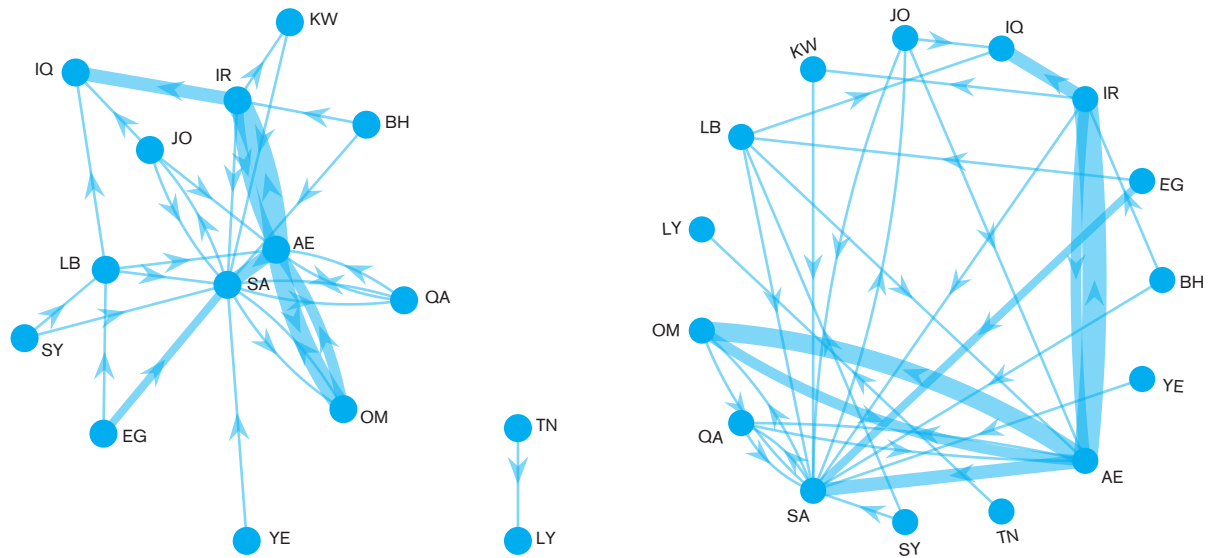 KW
IQ
IR
BH
JO
AE
LB
SA
QA
SY
OM
EG
TN
YE
LY
JO
IQ
KW
IR
LB
EG
LY
BH
OM
YE
QA
AE
SA
TN
SY